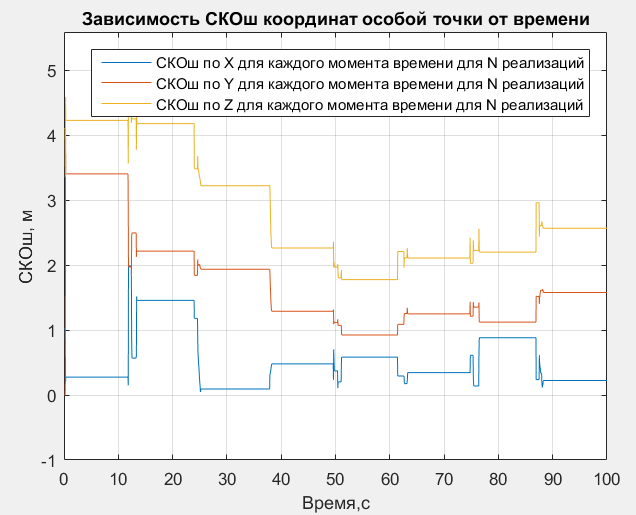 Зависимость СКОш координат особой точки от времени
СКОш по X для каждого момента времени для N реализаций
СКОш по Y для каждого момента времени для N реализаций
СКОш по Z для каждого момента времени для N реализаций
СКОш, м
5
4
3
2
1
0
-1
0 10 20 30 40 50 60 70 80 90 100
Время,с